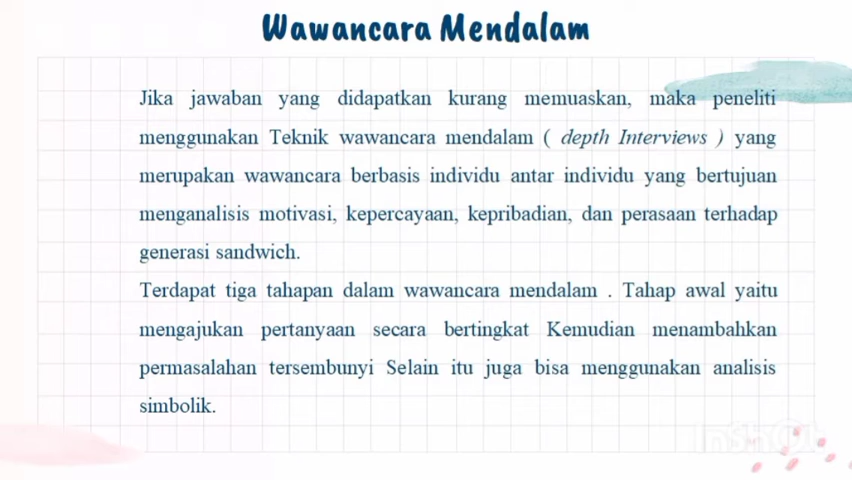 Wawancara Mendalam
Jika jawaban yang didapatkan kurang memuaskan, maka peneliti
menggunakan Teknik wawancara mendalam ( depth Interviews ) yang
merupakan wawancara berbasis individu antar individu yang bertujuan
menganalisis motivasi, kepercayaan, kepribadian, dan perasaan terhadap
generasi sandwich.
Terdapat tiga tahapan dalam wawancara mendalam . Tahap awal yaitu
mengajukan pertanyaan secara bertingkat Kemudian menambahkan
permasalahan tersembunyi Selain itu juga bisa menggunakan analisis
simbolik.